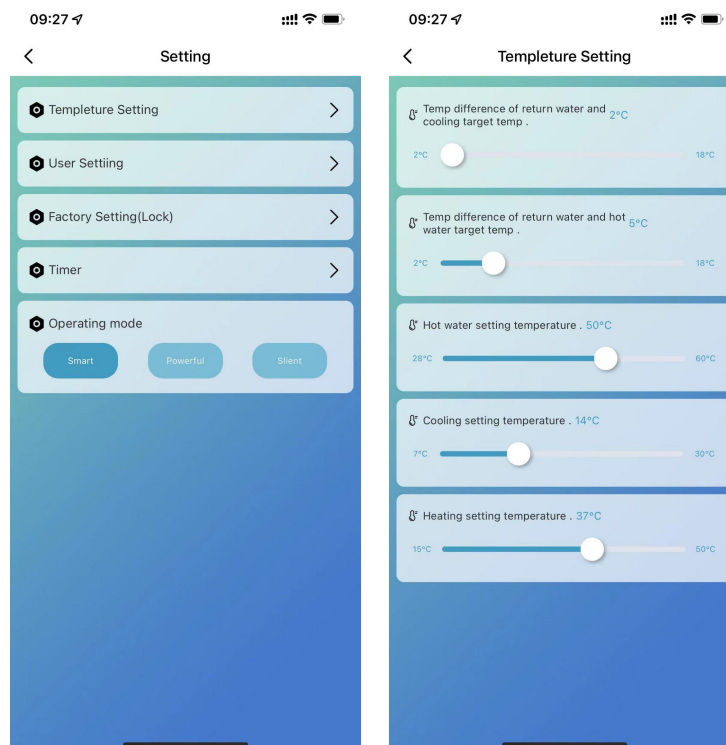 09:27
Setting
Templeture Setting
User Settiing
Factory Setting(Lock)
Timer
Operating mode
Smart
Powerful
Slient
09:27
Templeture Setting
Temp difference of return water and
cooling target temp .
2°C
2°C
18°C
Temp difference of return water and hot
water target temp .
5°C
2°C
18°C
Hot water setting temperature . 50°C
28°C
60°C
Cooling setting temperature . 14°C
7°C
30°C
Heating setting temperature . 37°C
15°C
50°C